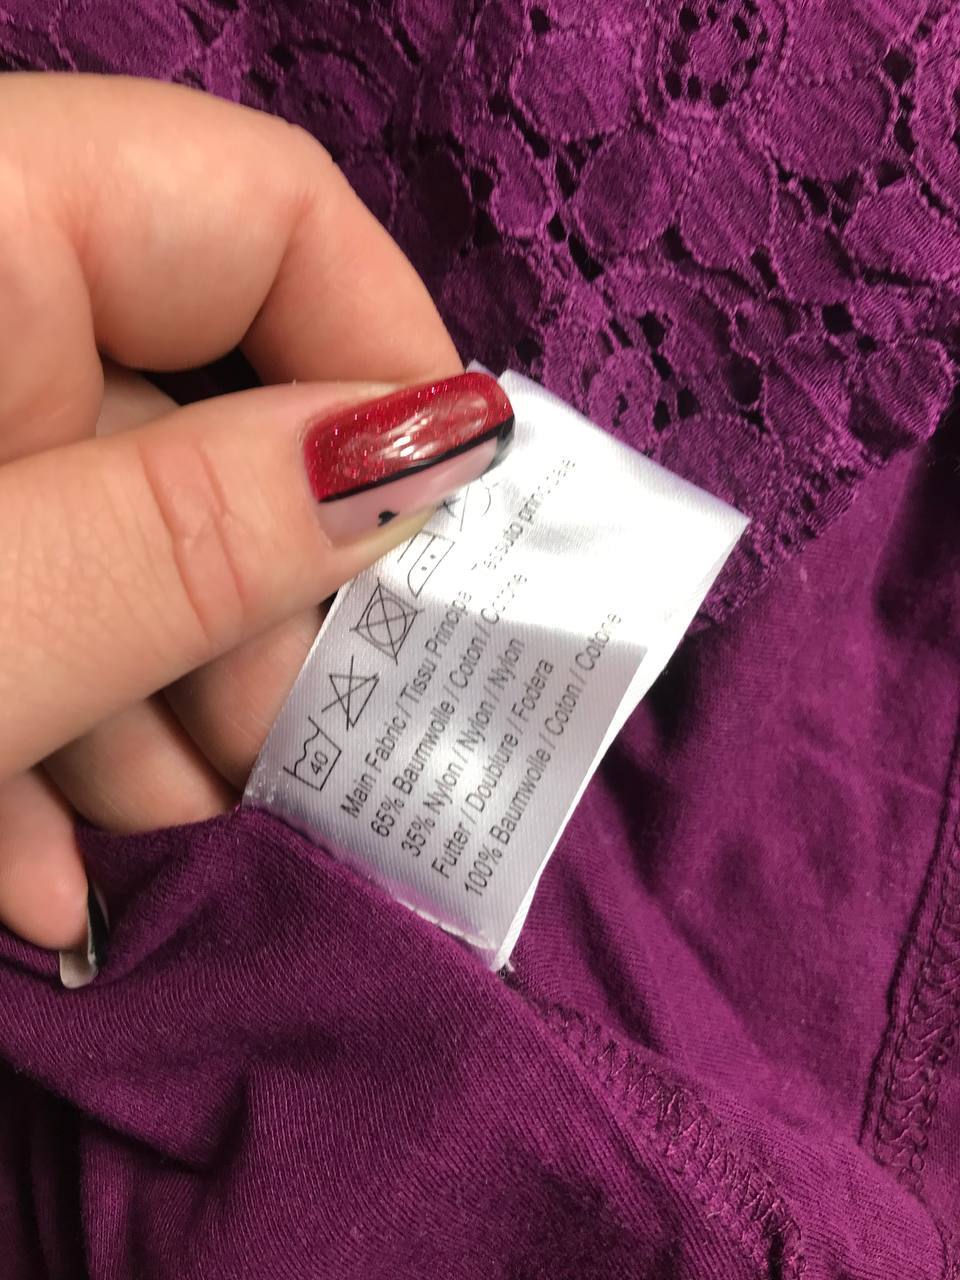 40
Main Fabric / Tissu Principa Tessuto principale
65% Baumwolle / Coton / Cotone
35% Nylon / Nylon / Nylon
Futter / Doublure / Fodera
100% Baumwolle / Coton / Cotone